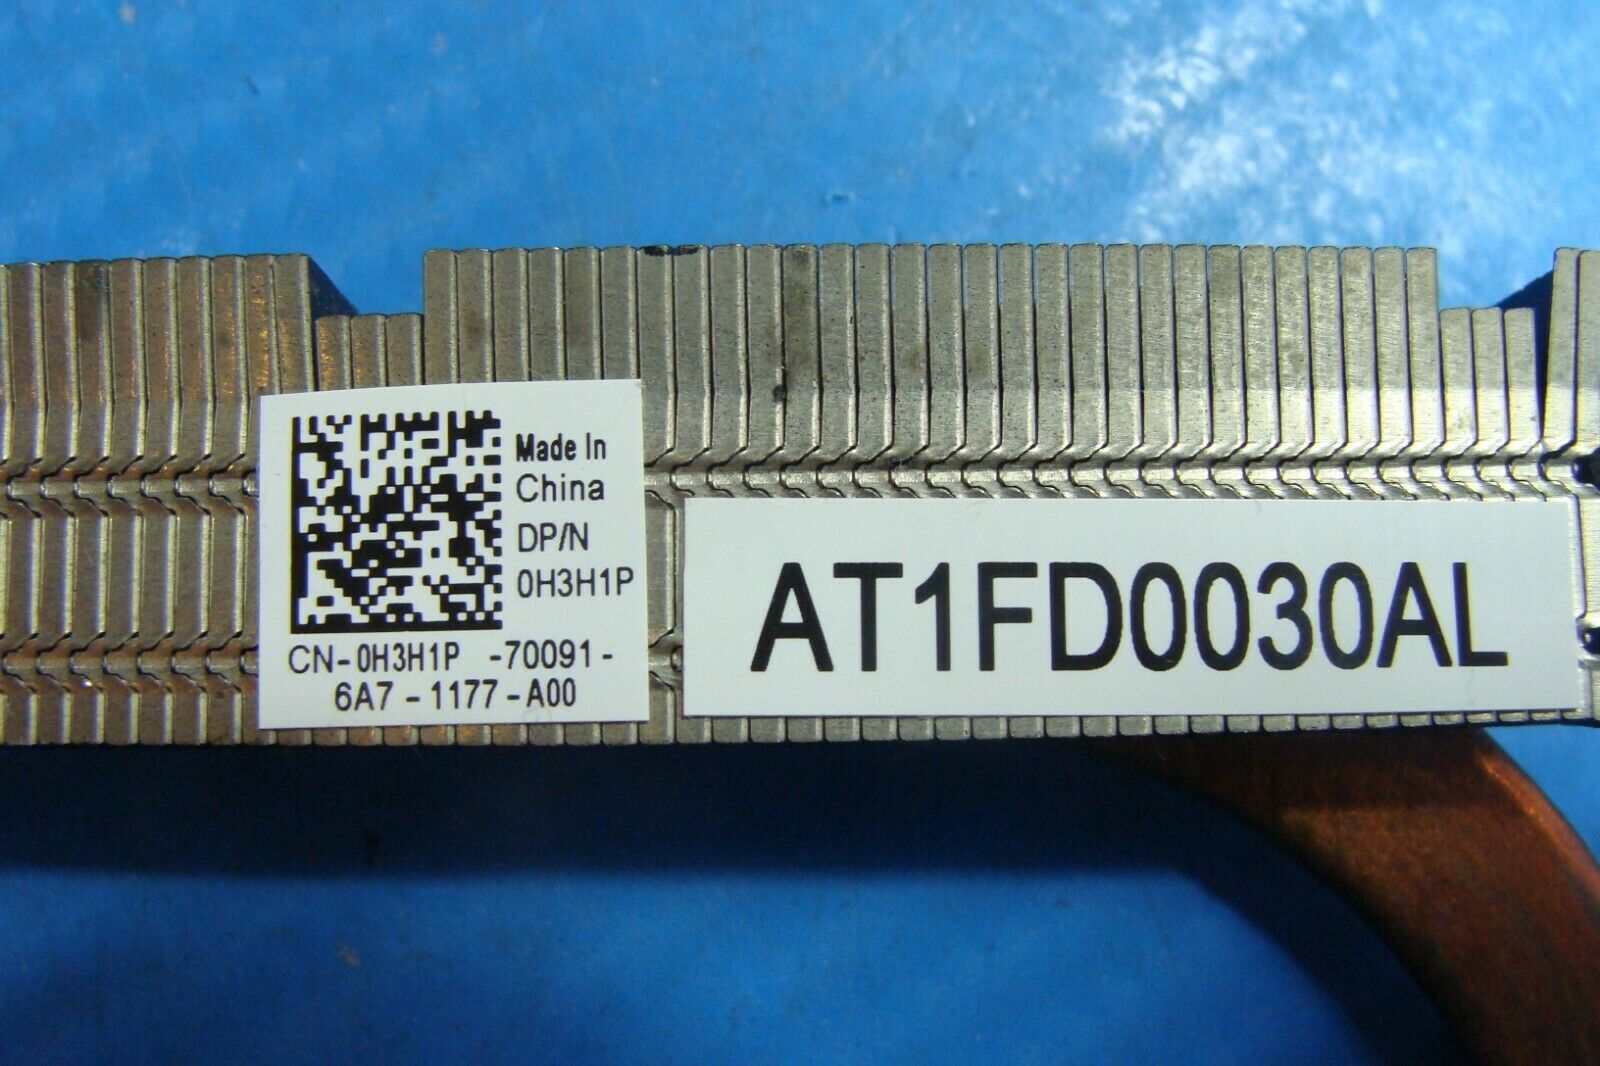 Made In
China
DP/N
0H3H1P
CN-0H3H1P -70091-
6A7-1177-A00
AT1FD0030AL